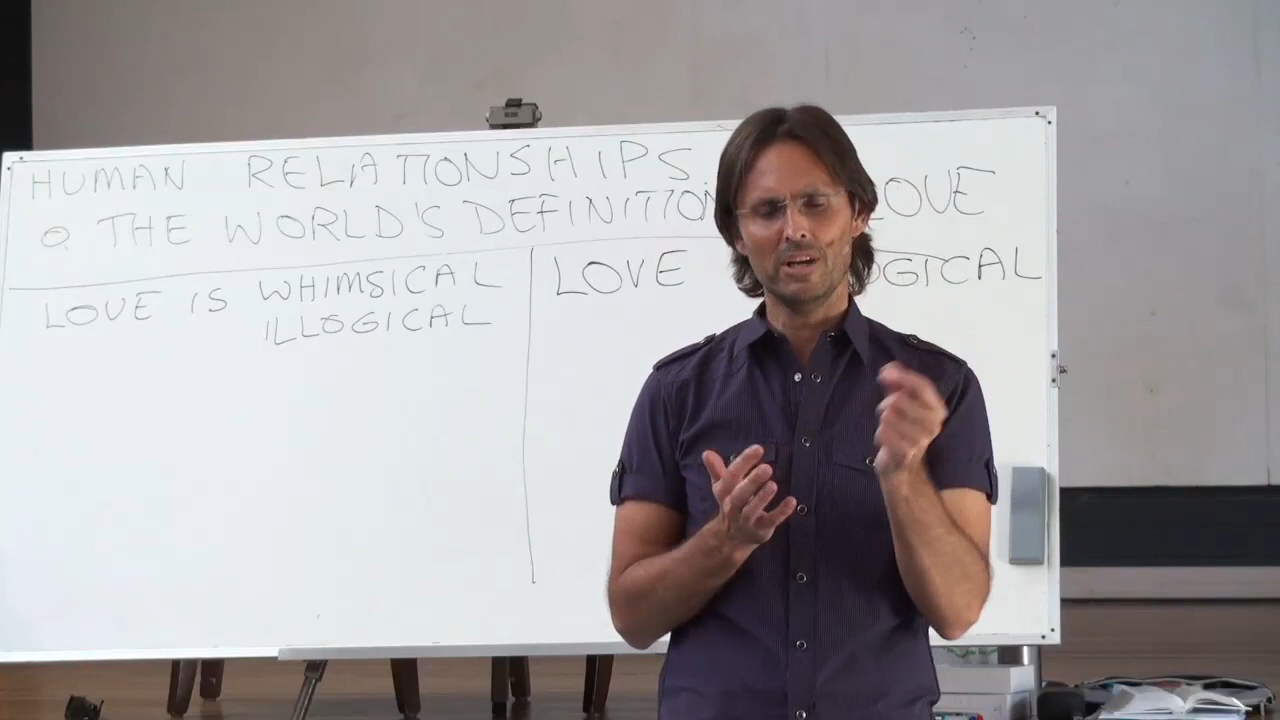 HUMAN RELATIONSHIPS.
THE WORLD'S DEFINITION LOVE
LOVE IS WHIMSICAL
ILLOGICAL
LOVE OGICAL